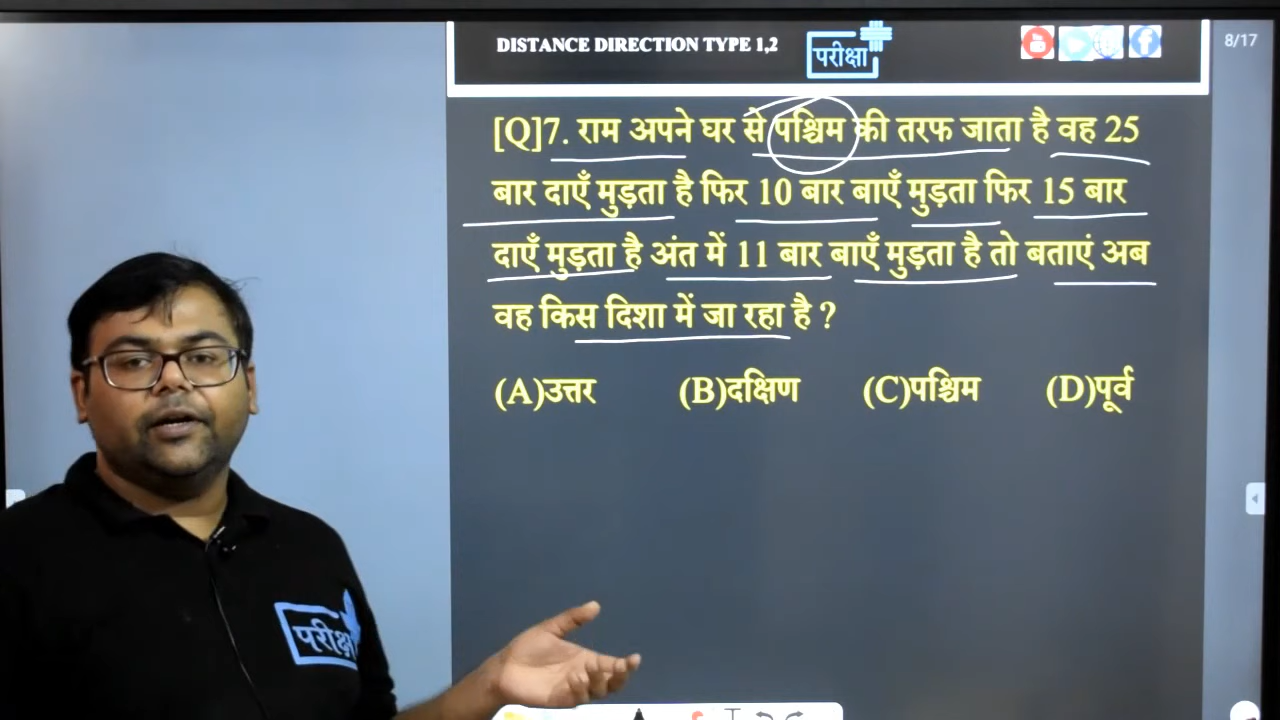 DISTANCE DIRECTION TYPE 1,2
परीक्षा
8/17
[Q]7. राम अपने घर से पश्चिम की तरफ जाता है वह 25
बार दाएँ मुड़ता है फिर 10 बार बाएँ मुड़ता फिर 15 बार
दाएँ मुड़ता है अंत में 11 बार बाएँ मुड़ता है तो बताएं अब
वह किस दिशा में जा रहा है ?
(A)उत्तर (B)दक्षिण (C)पश्चिम (D)पूर्व
परीक्षा